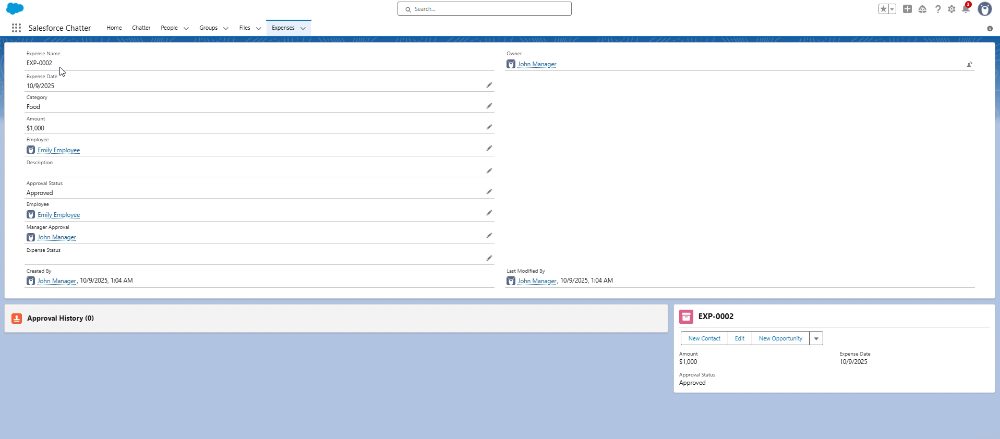 Search...
2
Salesforce Chatter Home Chatter People Groups Files Expenses
Expense Name
EXP-0002
Owner
John Manager
Expense Date
10/9/2025
Category
Food
Amount
$1,000
Employee
Emily Employee
Description
Approval Status
Approved
Employee
Emily Employee
Manager Approval
John Manager
Expense Status
Created By
John Manager, 10/9/2025, 1:04 AM
Last Modified By
John Manager, 10/9/2025, 1:04 AM
Approval History (0)
EXP-0002
New Contact Edit New Opportunity
Amount
$1,000
Expense Date
10/9/2025
Approval Status
Approved